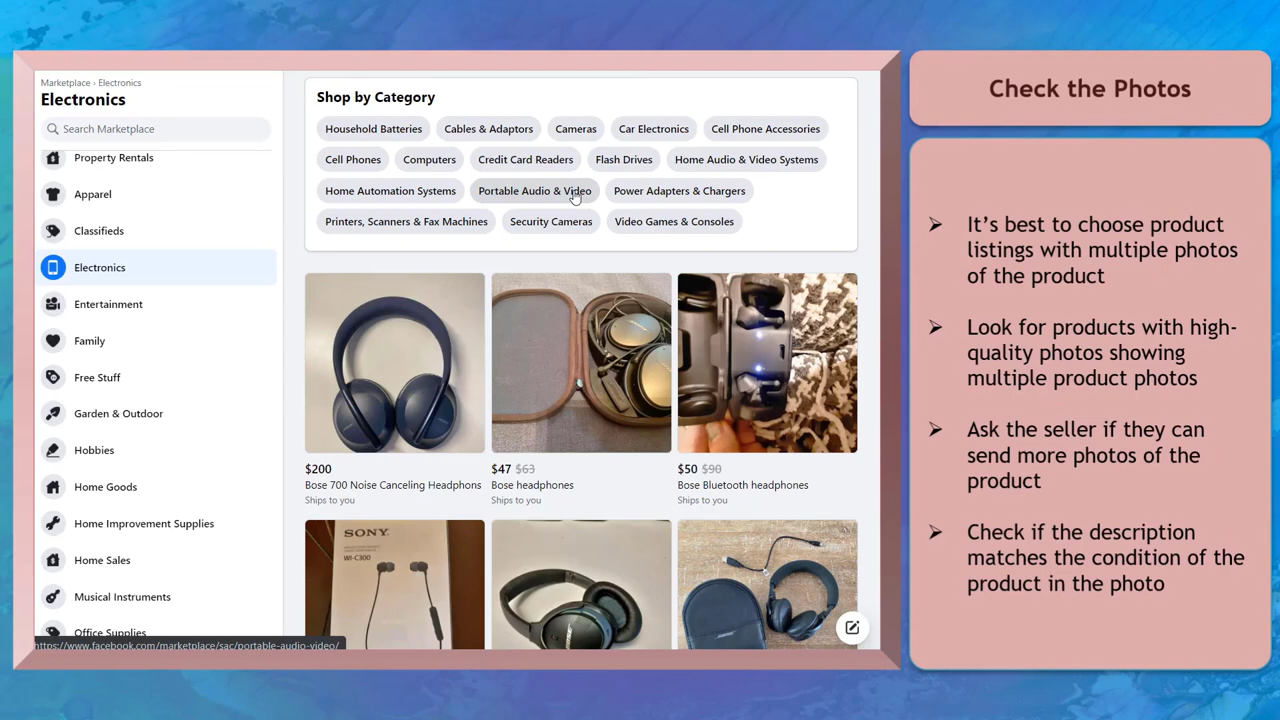 Marketplace › Electronics
Electronics
Search Marketplace
Property Rentals
Apparel
Classifieds
Electronics
Entertainment
Family
Free Stuff
Garden & Outdoor
Hobbies
Home Goods
Home Improvement Supplies
Home Sales
Musical Instruments
Office Supplies
https://www.facebook.com/marketplace/sac/portable-audio-video/
Shop by Category
Household Batteries Cables & Adaptors Cameras Car Electronics Cell Phone Accessories
Cell Phones Computers Credit Card Readers Flash Drives Home Audio & Video Systems
Home Automation Systems Portable Audio & Video Power Adapters & Chargers
Printers, Scanners & Fax Machines Security Cameras Video Games & Consoles
$200
Bose 700 Noise Canceling Headphons
Ships to you
$47 $63
Bose headphones
Ships to you
$50 $90
Bose Bluetooth headphones
Ships to you
SONY
WI-C300
Check the Photos
➢ It’s best to choose product
listings with multiple photos
of the product
➢ Look for products with high-
quality photos showing
multiple product photos
➢ Ask the seller if they can
send more photos of the
product
➢ Check if the description
matches the condition of the
product in the photo